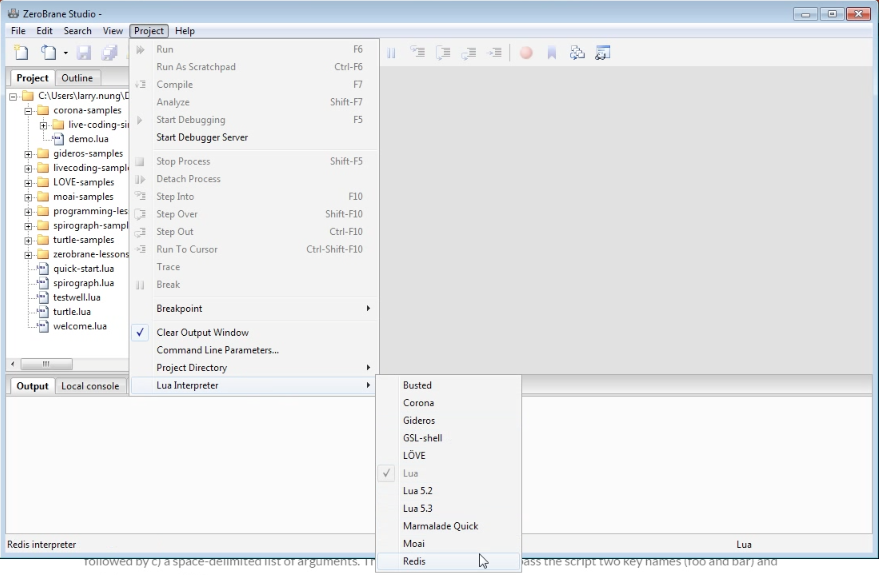 ZeroBrane Studio -
File Edit Search View Project Help
Project Outline
C:\Users\larry.nung\D
corona-samples
live-coding-si
demo.lua
gideros-samples
livecoding-sampl
LOVE-samples
moai-samples
programming-les
spirograph-sampl
turtle-samples
zerobrane-lessons
quick-start.lua
spirograph.lua
testwell.lua
turtle.lua
welcome.lua
Run F6
Run As Scratchpad Ctrl-F6
Compile F7
Analyze Shift-F7
Start Debugging F5
Start Debugger Server
Stop Process Shift-F5
Detach Process
Step Into F10
Step Over Shift-F10
Step Out Ctrl-F10
Run To Cursor Ctrl-Shift-F10
Trace
Break
Breakpoint
Clear Output Window
Command Line Parameters...
Project Directory
Lua Interpreter
Busted
Corona
Gideros
GSL-shell
LÖVE
Lua
Lua 5.2
Lua 5.3
Marmalade Quick
Moai
Redis
Output Local console
Redis interpreter Lua
followed by c) a space-delimited list of arguments. pass the script two key names (foo and bar) and